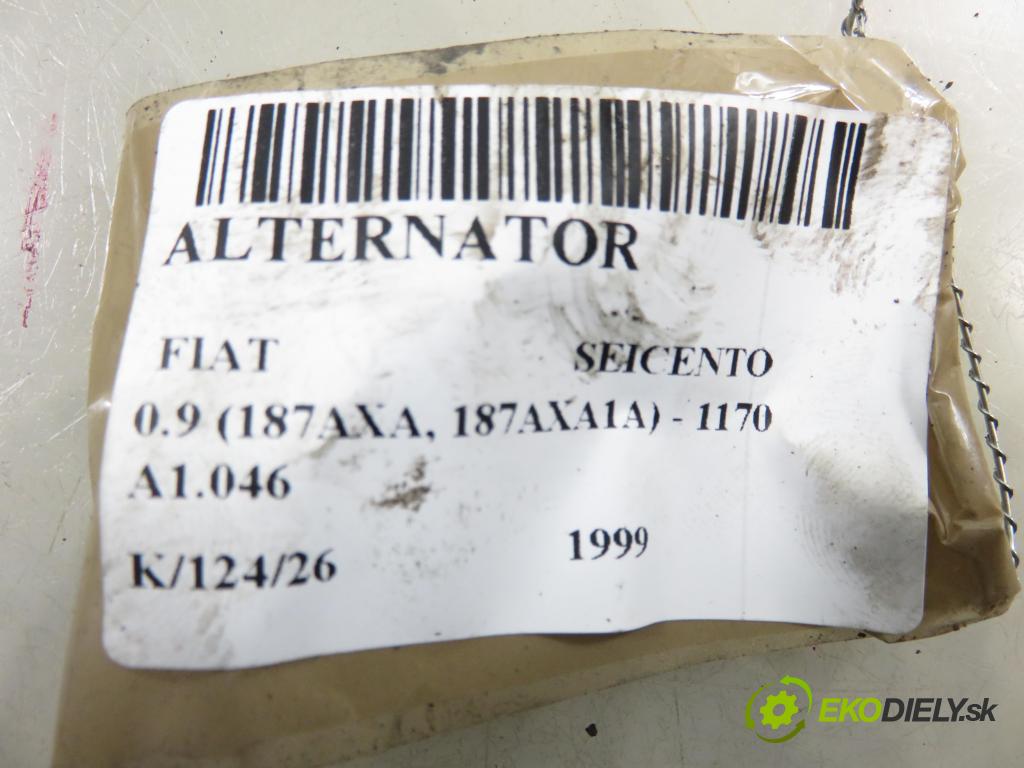 ALTERNATOR
FIAT SEICENTO
0.9 (187AXA, 187AXA1A) - 1170
A1.046
K/124/26 1999
EKODIELY.sk